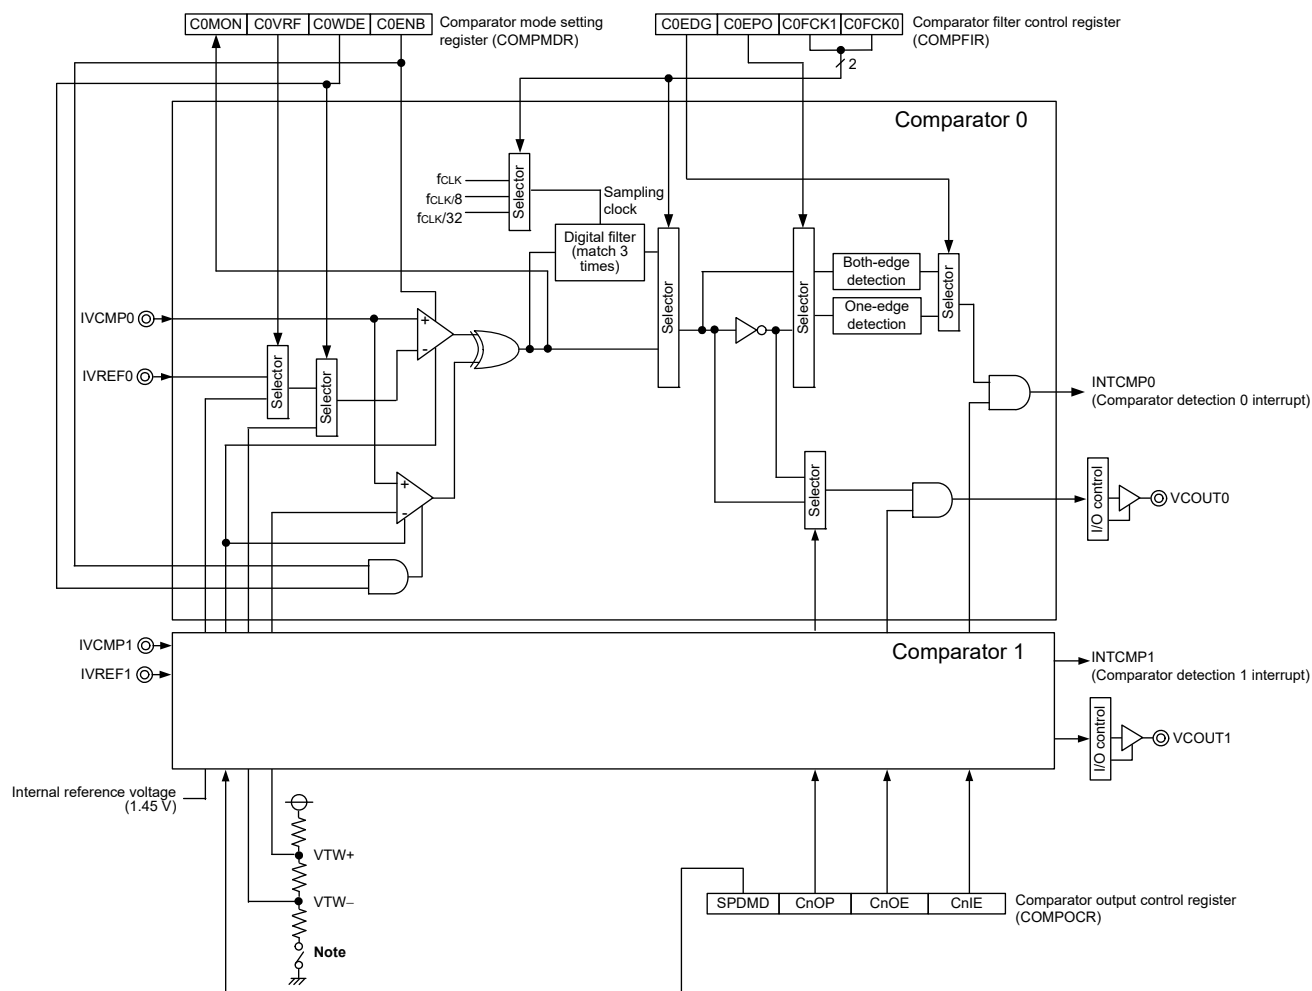 C0MON C0VRF C0WDE C0ENB
Comparator mode setting
register (COMPMDR)
C0EDG C0EPO C0FCK1 C0FCK0
Comparator filter control register
(COMPFIR)
2
Comparator 0
Selector
fCLK
fCLK/8
fCLK/32
Sampling
clock
Digital filter
(match 3
times)
Selector
Selector
Both-edge
detection
One-edge
detection
Selector
IVCMP0
IVREF0
Selector
Selector
+
-
+
-
Selector
INTCMP0
(Comparator detection 0 interrupt)
I/O control
VCOUT0
IVCMP1
IVREF1
Comparator 1
INTCMP1
(Comparator detection 1 interrupt)
I/O control
VCOUT1
Internal reference voltage
(1.45 V)
VTW+
VTW−
Note
SPDMD CnOP CnOE CnIE
Comparator output control register
(COMPOCR)